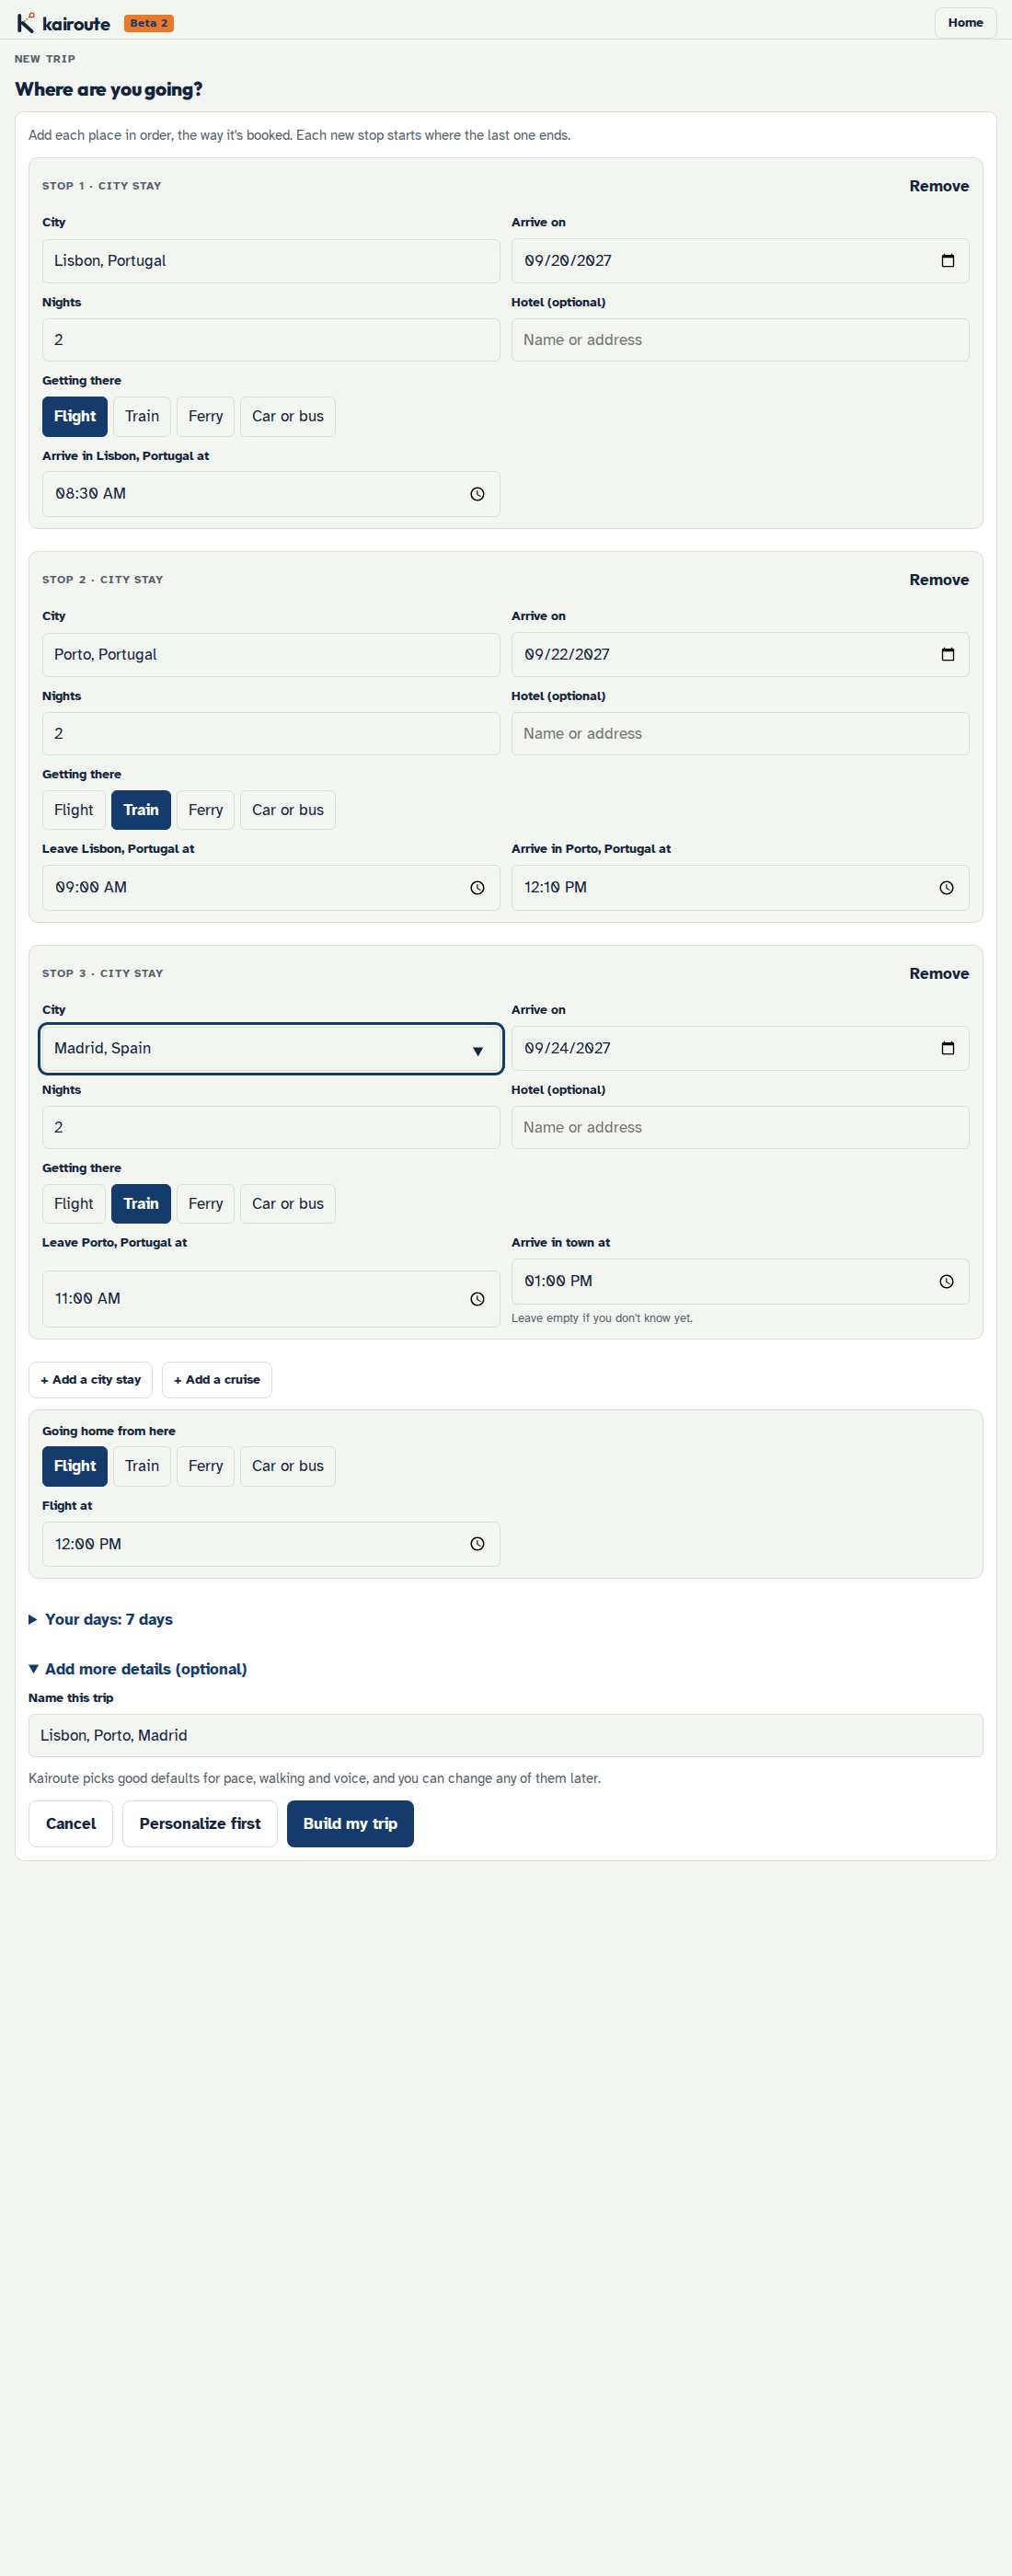 kairoute Beta 2 Home
NEW TRIP
Where are you going?
Add each place in order, the way it's booked. Each new stop starts where the last one ends.
STOP 1 · CITY STAY Remove
City Arrive on
Lisbon, Portugal 09/20/2027
Nights Hotel (optional)
2 Name or address
Getting there
Flight Train Ferry Car or bus
Arrive in Lisbon, Portugal at
08:30 AM
STOP 2 · CITY STAY Remove
City Arrive on
Porto, Portugal 09/22/2027
Nights Hotel (optional)
2 Name or address
Getting there
Flight Train Ferry Car or bus
Leave Lisbon, Portugal at Arrive in Porto, Portugal at
09:00 AM 12:10 PM
STOP 3 · CITY STAY Remove
City Arrive on
Madrid, Spain 09/24/2027
Nights Hotel (optional)
2 Name or address
Getting there
Flight Train Ferry Car or bus
Leave Porto, Portugal at Arrive in town at
11:00 AM 01:00 PM
Leave empty if you don't know yet.
+ Add a city stay + Add a cruise
Going home from here
Flight Train Ferry Car or bus
Flight at
12:00 PM
Your days: 7 days
Add more details (optional)
Name this trip
Lisbon, Porto, Madrid
Kairoute picks good defaults for pace, walking and voice, and you can change any of them later.
Cancel Personalize first Build my trip